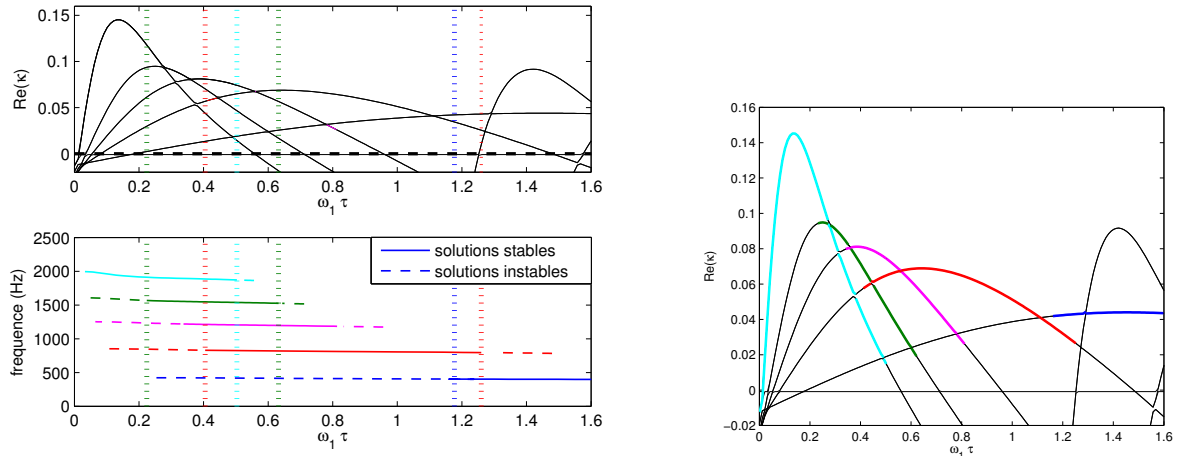 0.15
0.1
0.05
0
Re(κ)
0 0.2 0.4 0.6 0.8 1 1.2 1.4 1.6
ω1 τ
2500
2000
1500
1000
500
0
frequence (Hz)
solutions stables
solutions instables
0 0.2 0.4 0.6 0.8 1 1.2 1.4 1.6
ω1 τ
0.16
0.14
0.12
0.1
0.08
0.06
0.04
0.02
0
−0.02
Re(κ)
0 0.2 0.4 0.6 0.8 1 1.2 1.4 1.6
ω1 τ